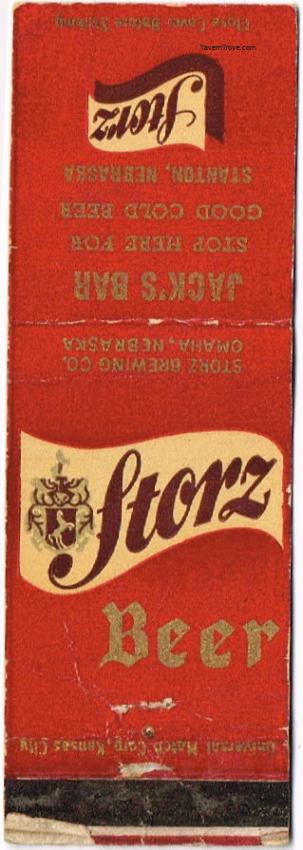 TavernTrove.com
Close Cover Before Striking
Storz
STANTON, NEBRASKA
GOOD COLD BEER
STOP HERE FOR
JACK'S BAR
STORZ BREWING CO.
OMAHA, NEBRASKA
Storz
Beer
Universal Match Corp, Kansas City